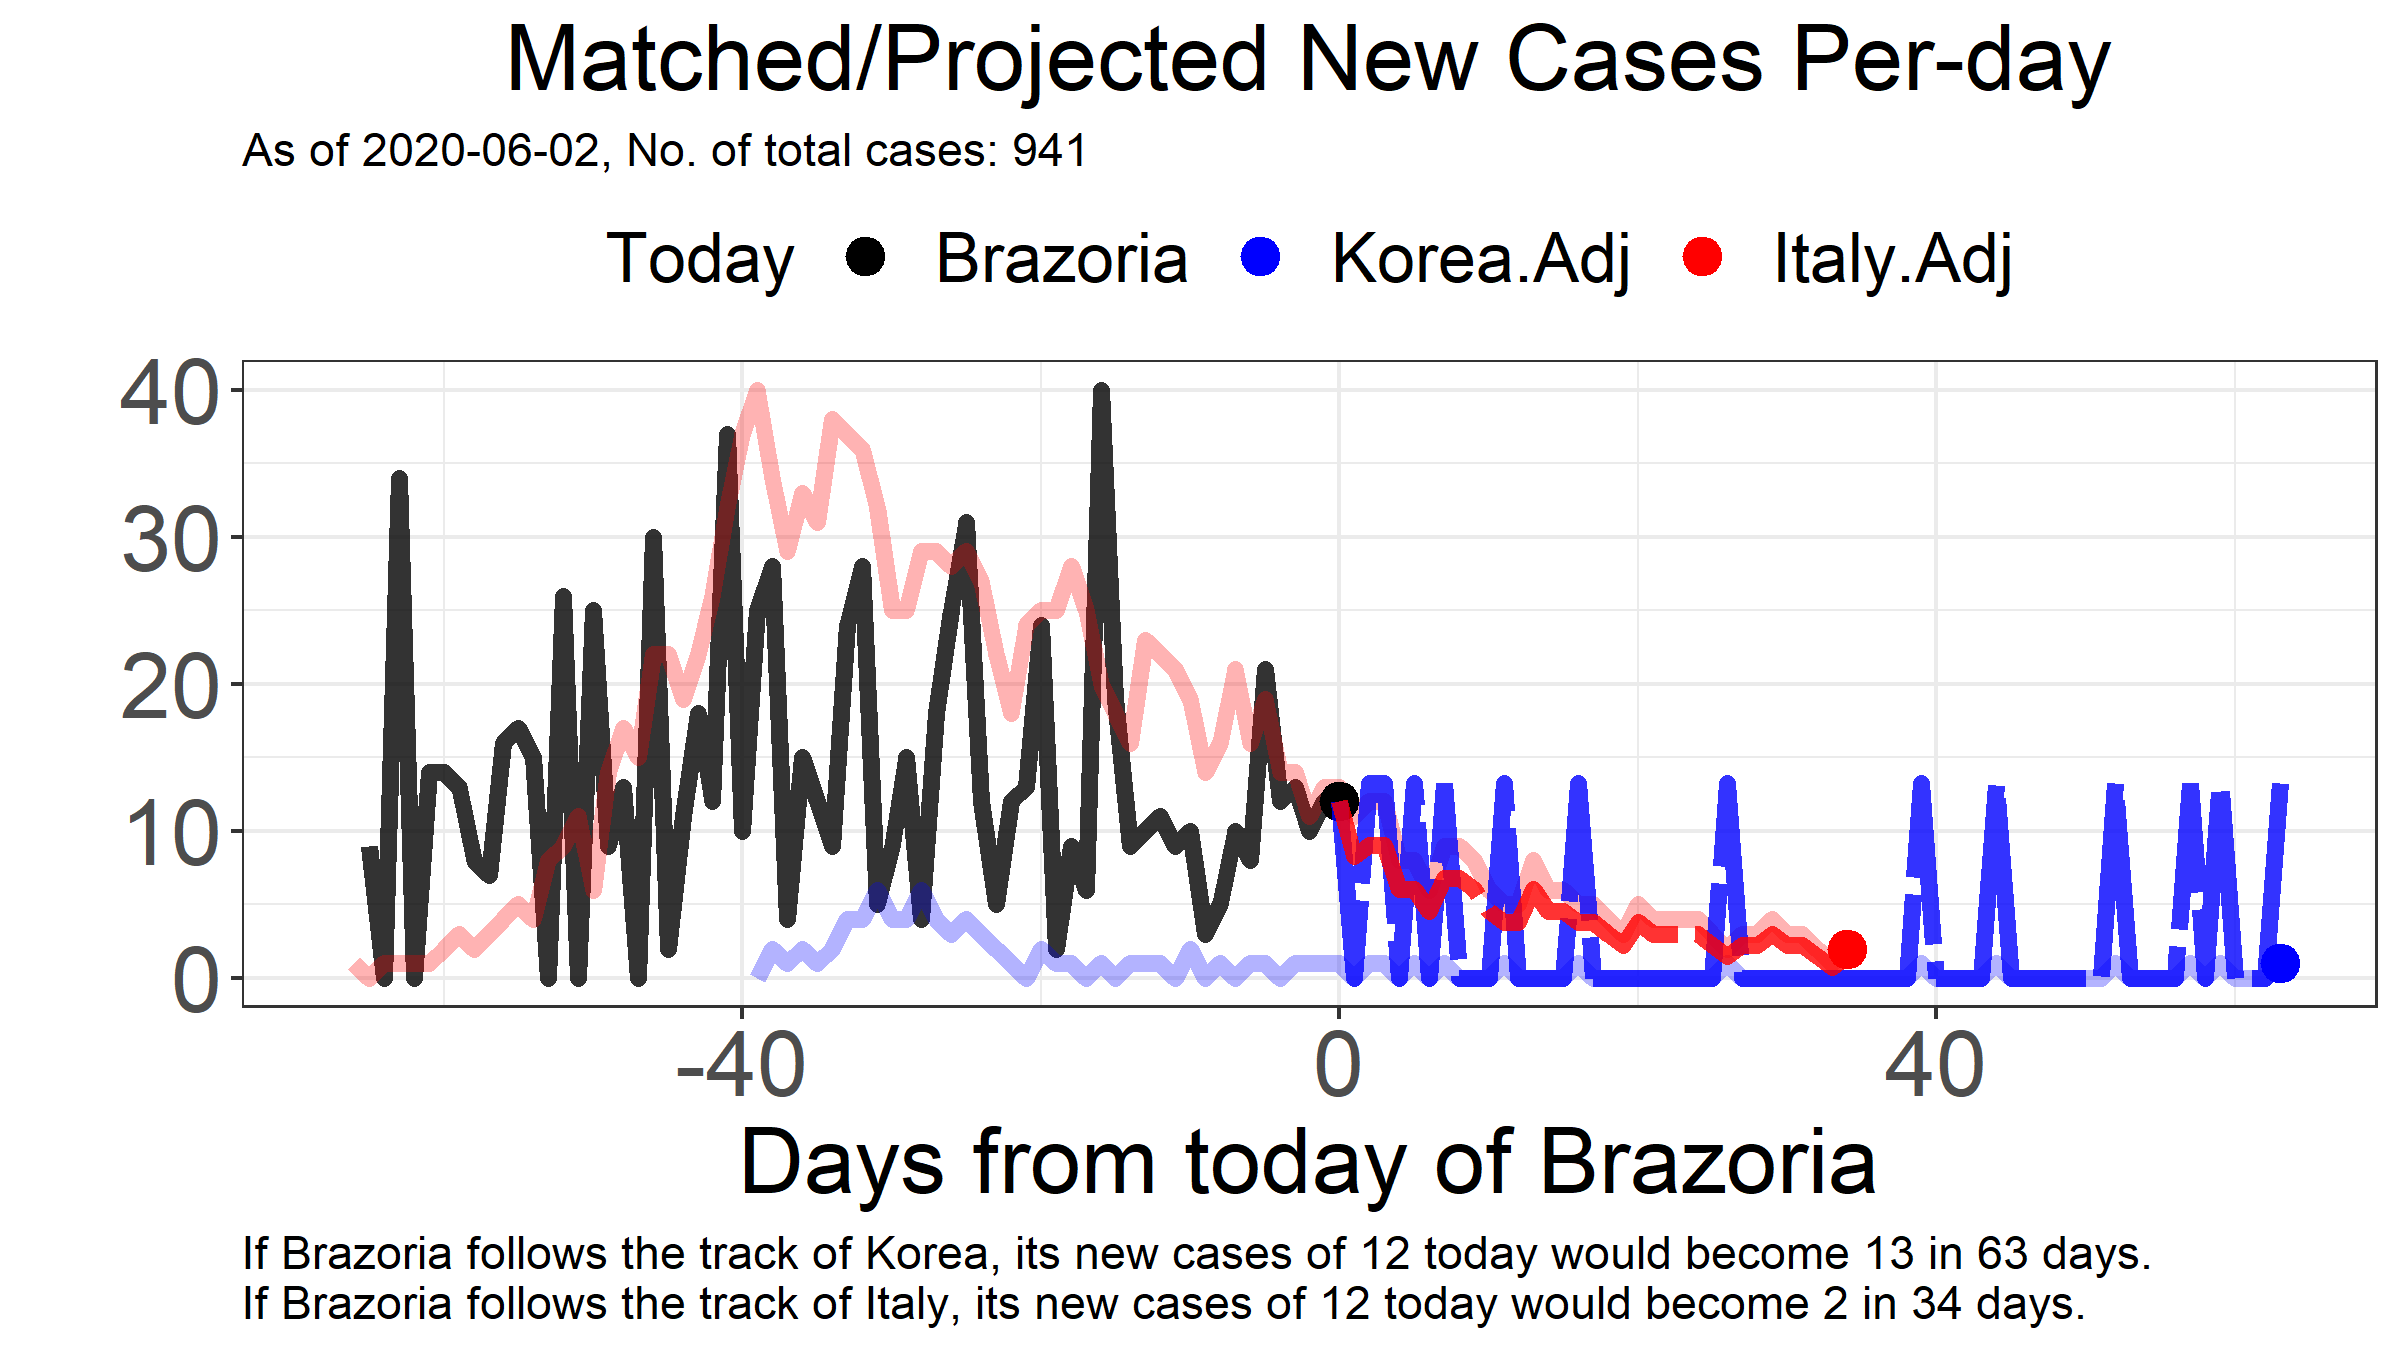 Matched/Projected New Cases Per-day
As of 2020-06-02, No. of total cases: 941
Today Brazoria Korea.Adj Italy.Adj
40
30
20
10
0
-40 0 40
Days from today of Brazoria
If Brazoria follows the track of Korea, its new cases of 12 today would become 13 in 63 days.
If Brazoria follows the track of Italy, its new cases of 12 today would become 2 in 34 days.